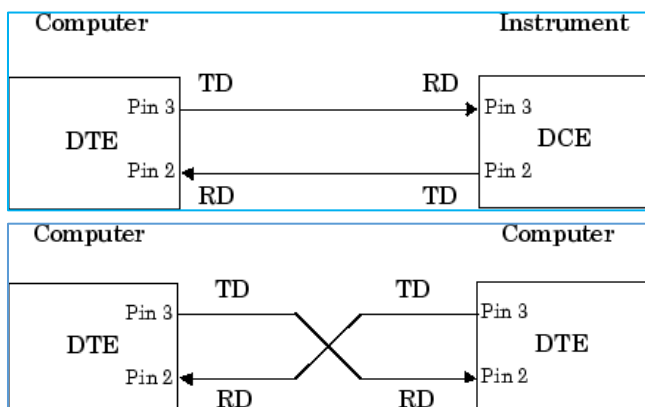 Computer Instrument
TD RD
Pin 3 Pin 3
DTE DCE
Pin 2 Pin 2
RD TD
Computer Computer
TD TD
Pin 3 Pin 3
DTE DTE
Pin 2 Pin 2
RD RD